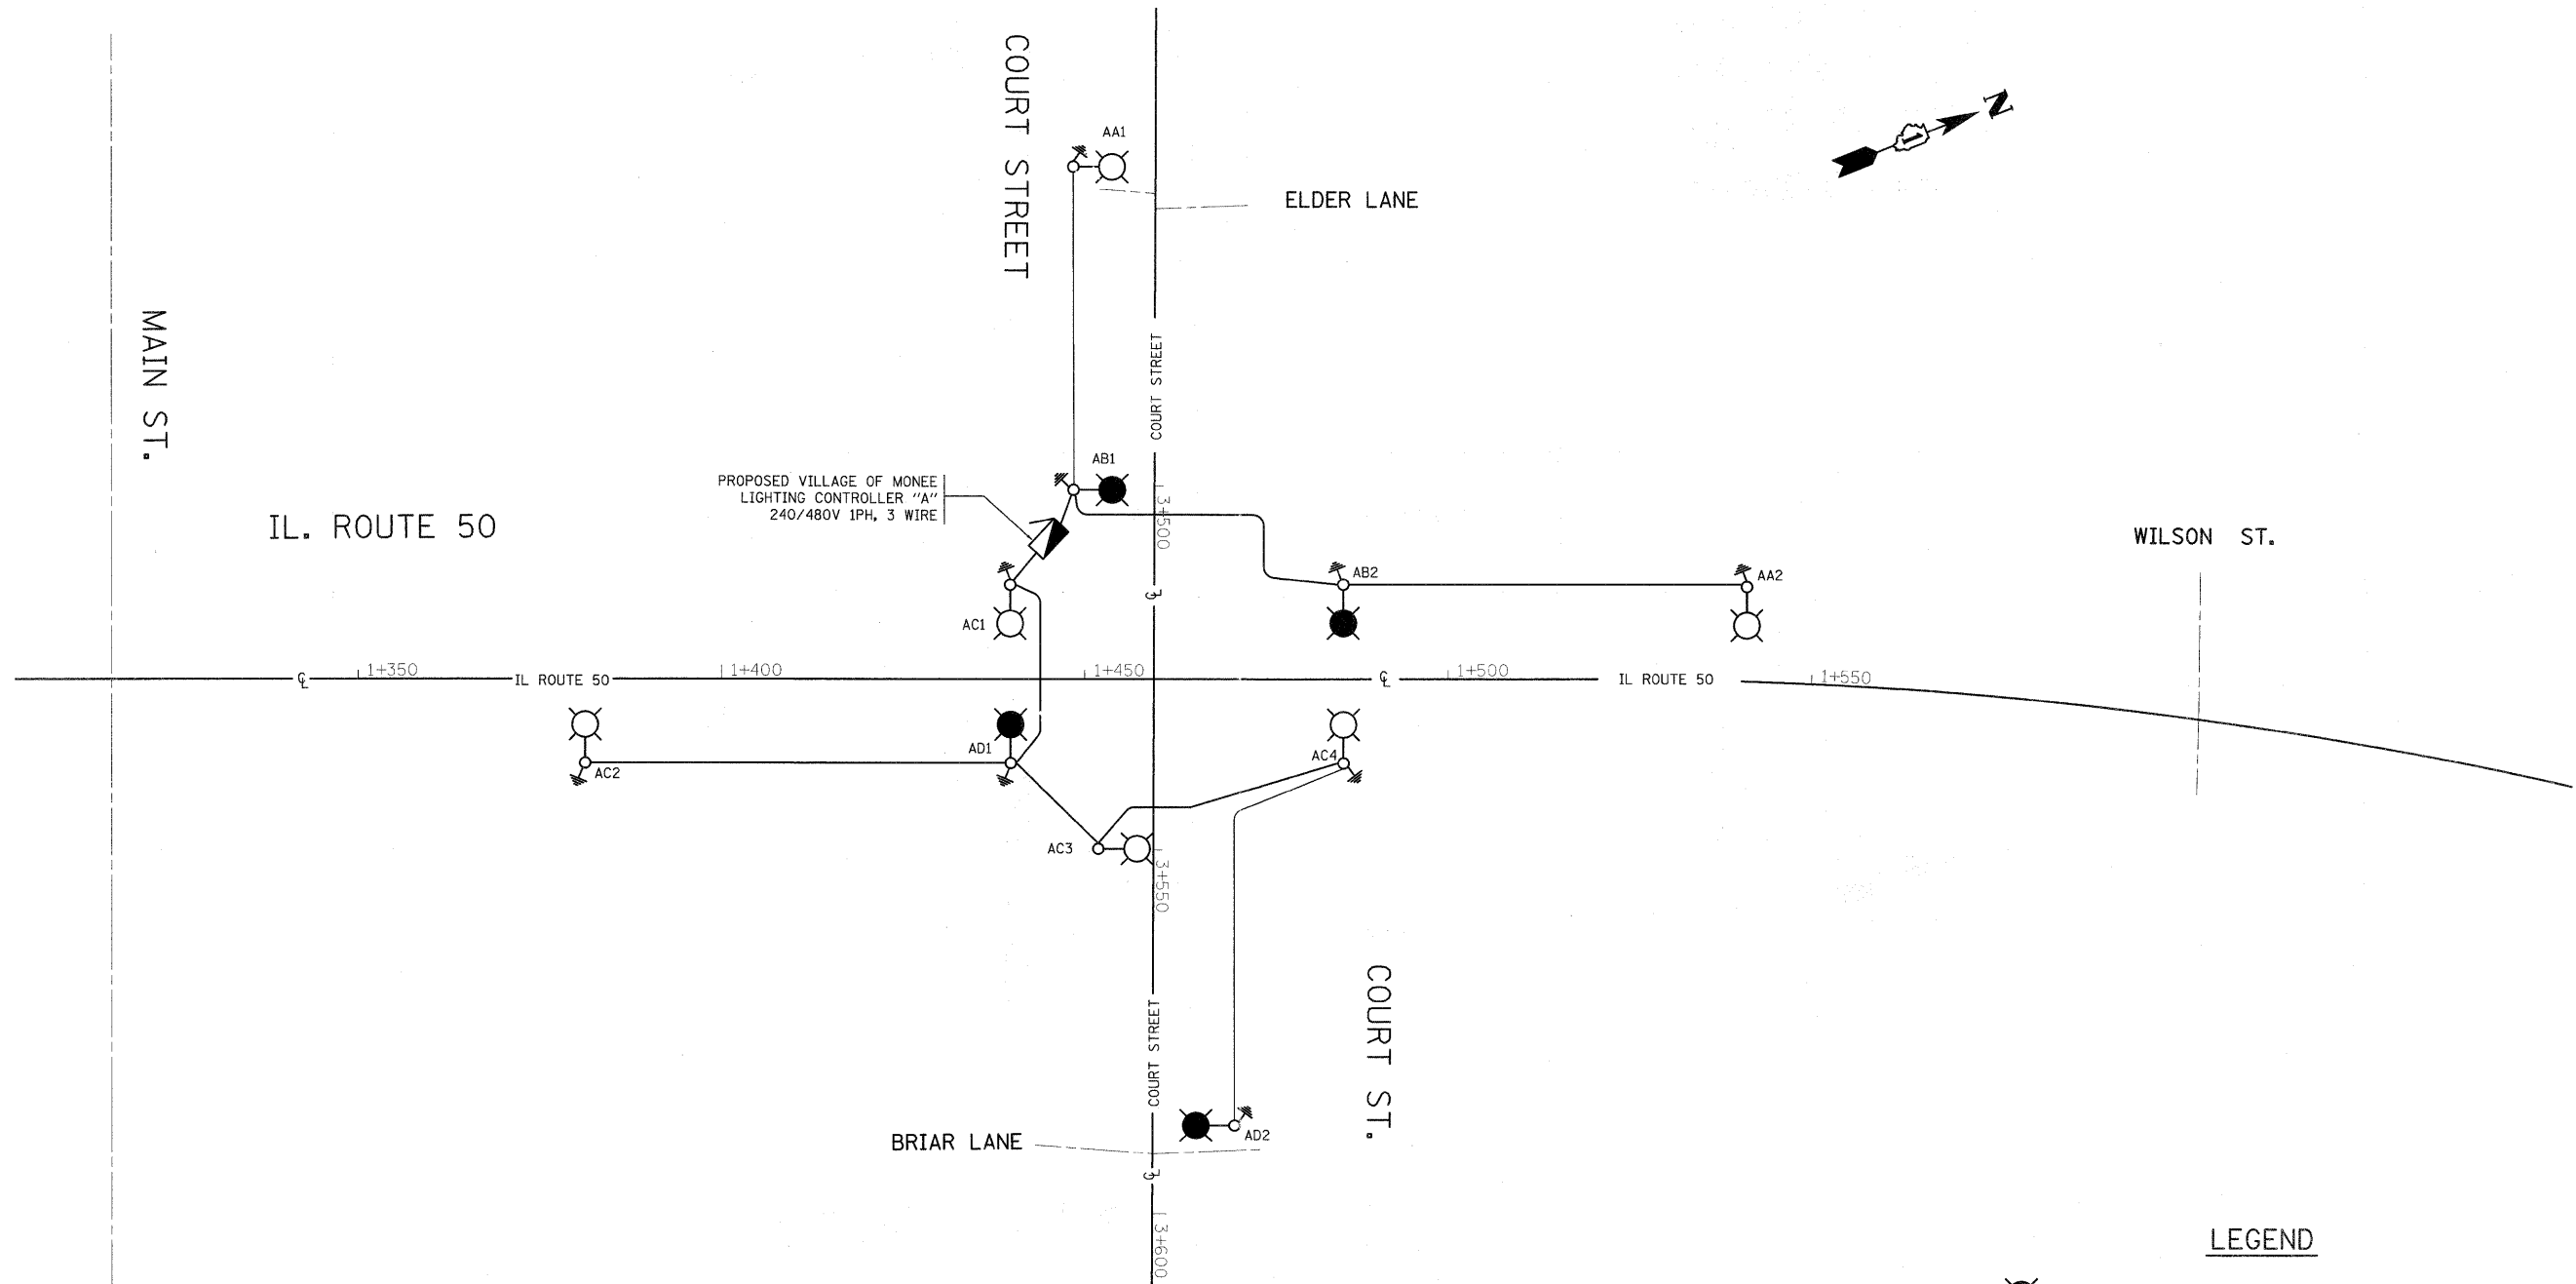 COURT STREET
AA1
N
1
ELDER LANE
MAIN ST.
COURT STREET
AB1
PROPOSED VILLAGE OF MONEE
LIGHTING CONTROLLER "A"
240/480V 1PH, 3 WIRE
3+500
IL. ROUTE 50
WILSON ST.
AB2
AA2
AC1
℄
1+350
1+400
1+450
1+500
1+550
℄
IL ROUTE 50
℄
IL ROUTE 50
AD1
AC2
AC4
AC3
3+550
COURT ST.
COURT STREET
AD2
BRIAR LANE
℄
3+600
LEGEND